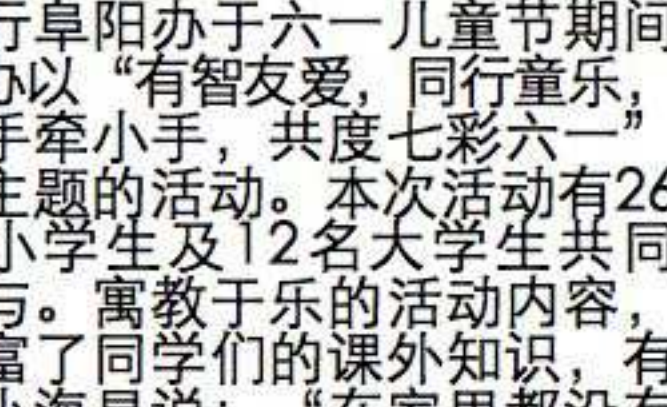 行阜阳办于六一儿童节期间
办以“有智友爱，同行童乐，
手牵小手，共度七彩六一”
主题的活动。本次活动有26
小学生及12名大学生共同
与。寓教于乐的活动内容，
富了同学们的课外知识，有